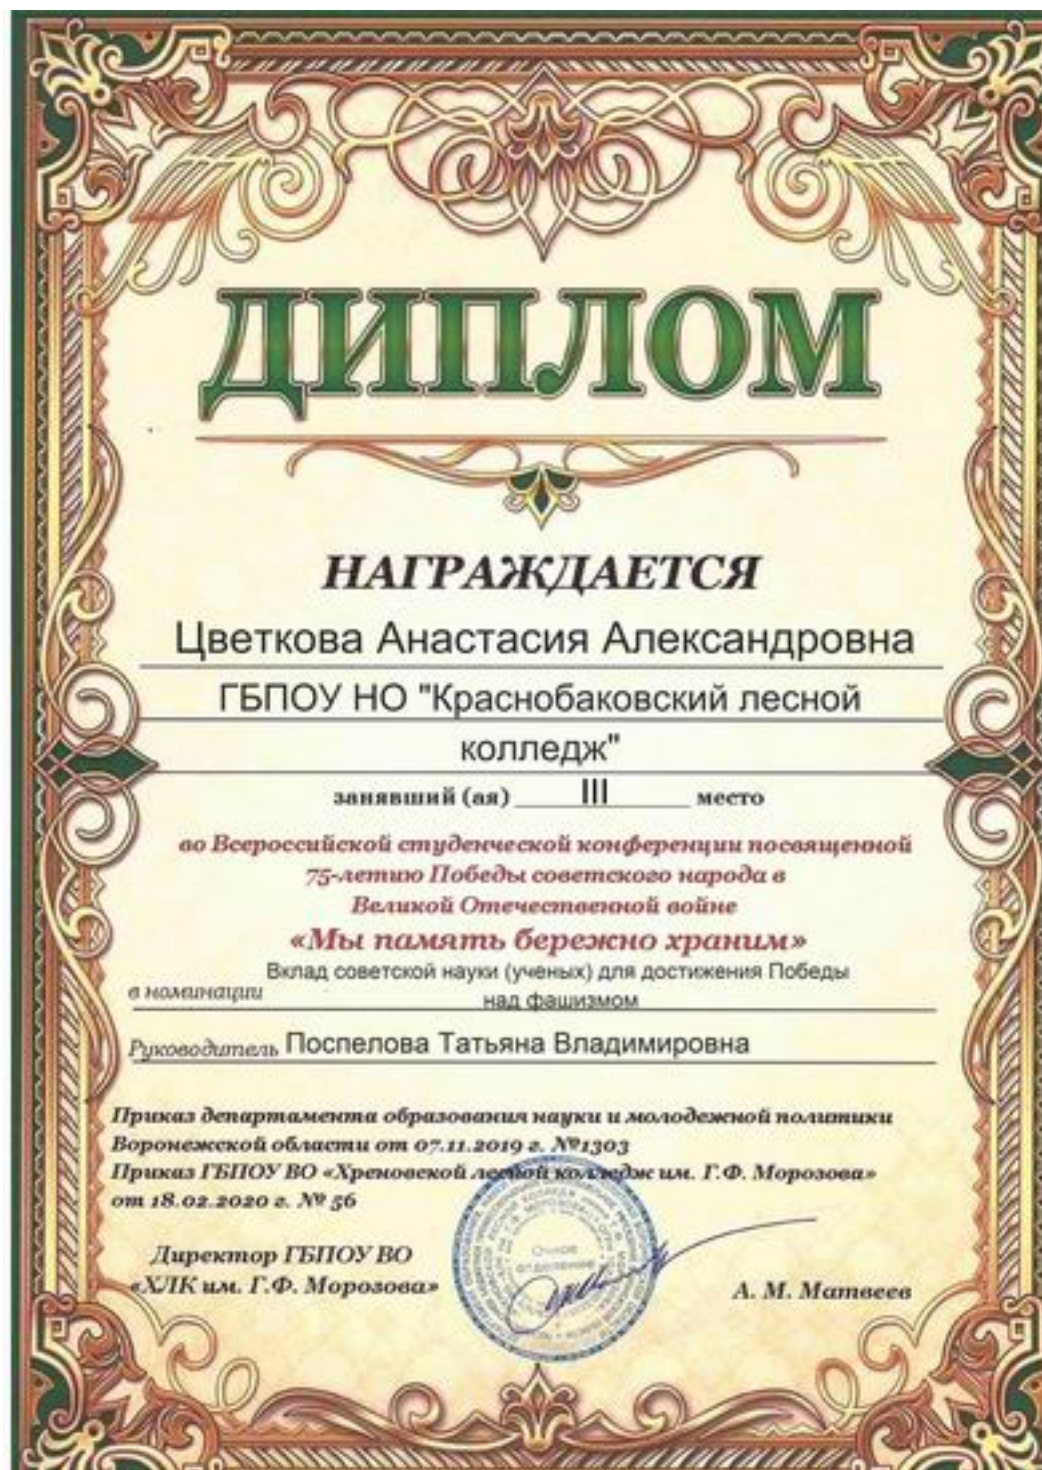 ДИПЛОМ
НАГРАЖДАЕТСЯ
Цветкова Анастасия Александровна
ГБПОУ НО "Краснобаковский лесной
колледж"
занявший (ая) III место
во Всероссийской студенческой конференции посвященной
75-летию Победы советского народа в
Великой Отечественной войне
«Мы память бережно храним»
Вклад советской науки (ученых) для достижения Победы
в номинации над фашизмом
Руководитель Поспелова Татьяна Владимировна
Приказ департамента образования науки и молодежной политики
Воронежской области от 07.11.2019 г. №1303
Приказ ГБПОУ ВО «Хреновской лесной колледж им. Г.Ф. Морозова»
от 18.02.2020 г. № 56
Директор ГБПОУ ВО
«ХЛК им. Г.Ф. Морозова»
Очное
отделение
А. М. Матвеев